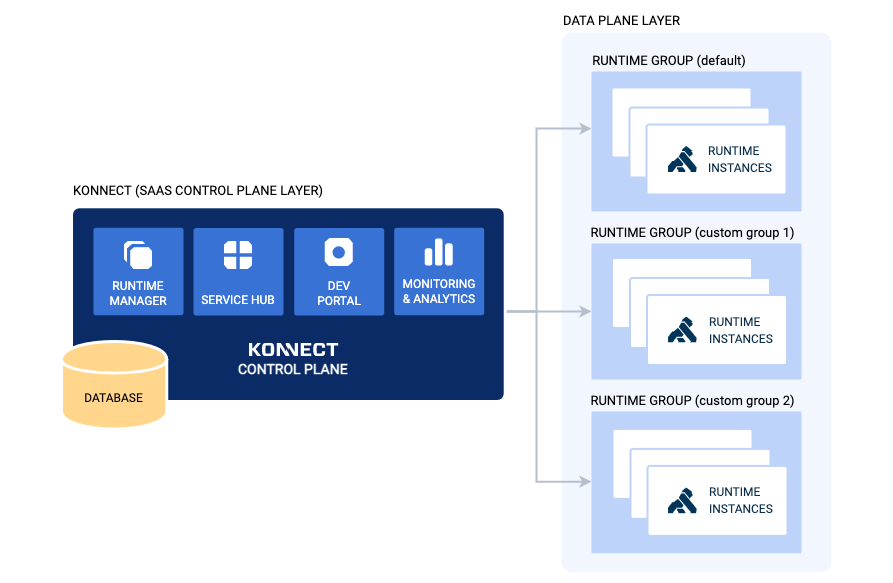 DATA PLANE LAYER
RUNTIME GROUP (default)
RUNTIME
INSTANCES
KONNECT (SAAS CONTROL PLANE LAYER)
RUNTIME
MANAGER
SERVICE HUB
DEV
PORTAL
MONITORING
& ANALYTICS
KONNECT
CONTROL PLANE
DATABASE
RUNTIME GROUP (custom group 1)
RUNTIME
INSTANCES
RUNTIME GROUP (custom group 2)
RUNTIME
INSTANCES